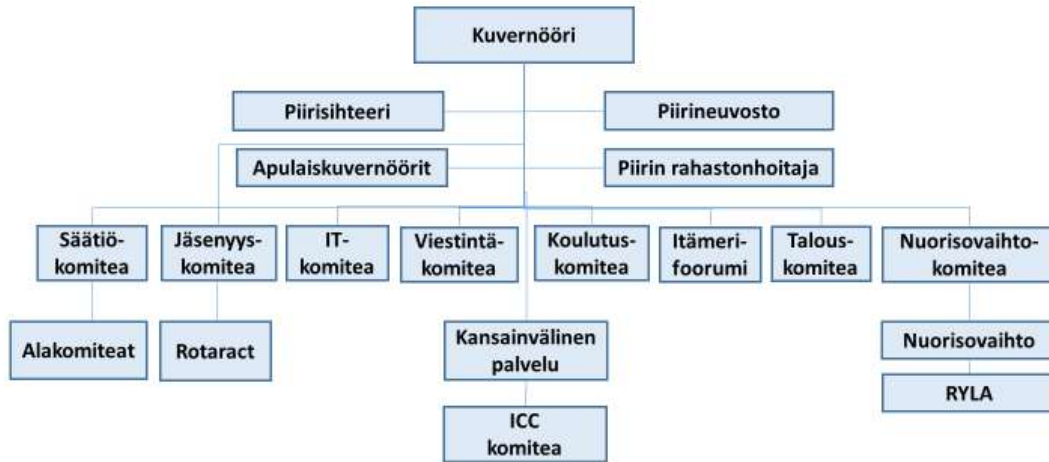 Kuvernööri
Piirisihteeri
Piirineuvosto
Apulaiskuvernöörit
Piirin rahastonhoitaja
Säätiö-
komitea
Jäsenyys-
komitea
IT-
komitea
Viestintä-
komitea
Koulutus-
komitea
Itämeri-
foorumi
Talous-
komitea
Nuorisovaihto-
komitea
Alakomiteat
Rotaract
Kansainvälinen
palvelu
Nuorisovaihto
RYLA
ICC
komitea